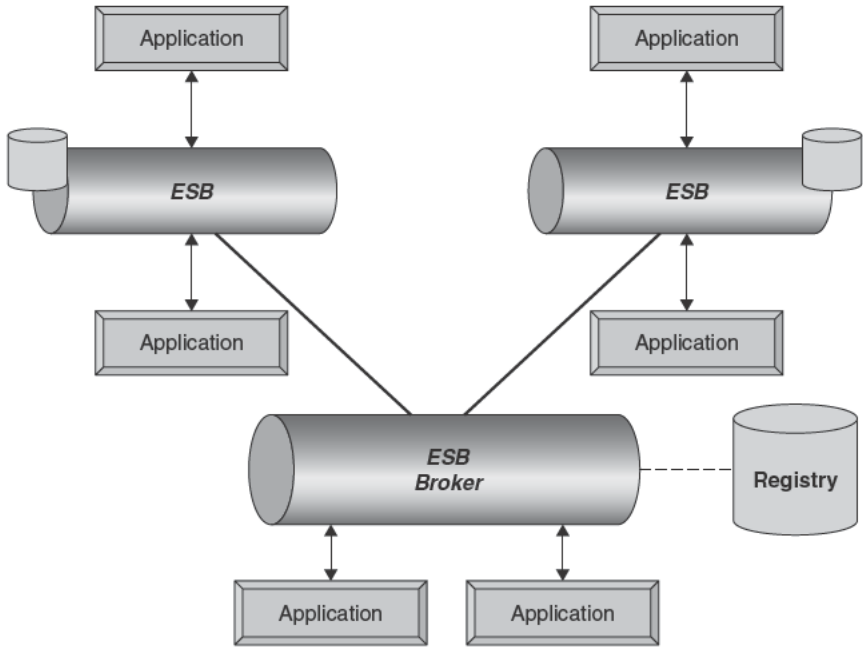 Application
Application
ESB
ESB
Application
Application
ESB
Broker
Registry
Application
Application